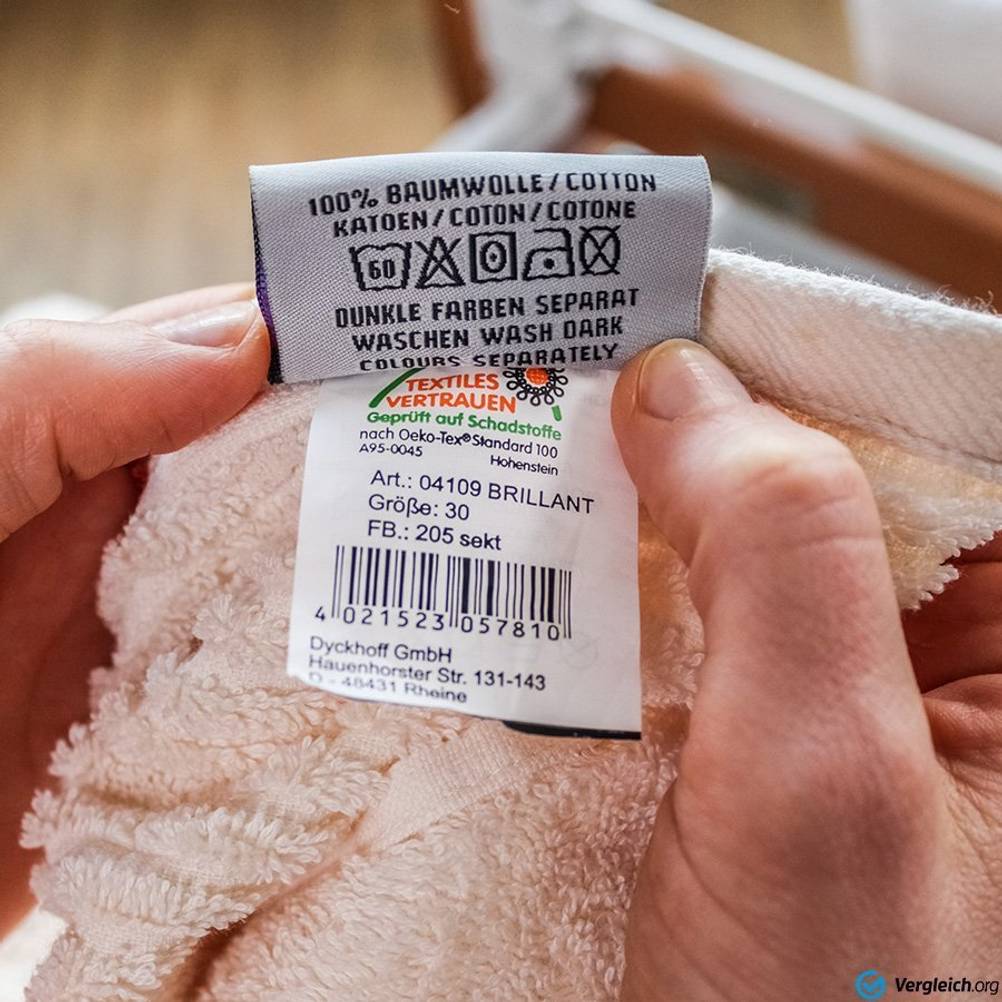 100% BAUMWOLLE/COTTON
KATOEN/COTON/COTONE
60
DUNKLE FARBEN SEPARAT
WASCHEN WASH DARK
COLOURS SEPARATELY
TEXTILES
VERTRAUEN
Geprüft auf Schadstoffe
nach Oeko-Tex® Standard 100
A95-0045 Hohenstein
Art.: 04109 BRILLANT
Größe: 30
FB.: 205 sekt
4 021523 057810
Dyckhoff GmbH
Hauenhorster Str. 131-143
D - 48431 Rheine
Vergleich.org